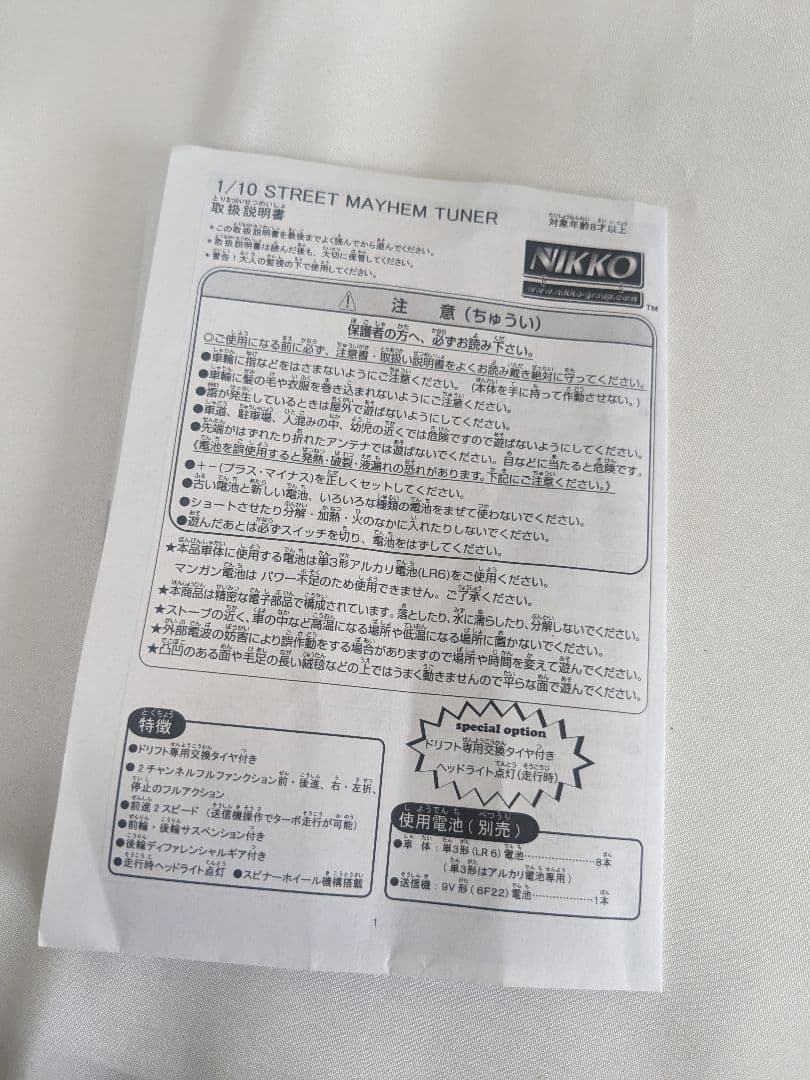 1/10 STREET MAYHEM TUNER
取扱説明書
対象年齢8才以上
*この取扱説明書を最後までよく読んでから遊んでください。
*取扱説明書は読んだ後も、大切に保管してください。
*警告！大人の監視の下で使用してください。
NIKKO
www.nikko-group.com
TM
注 意(ちゅうい)
保護者の方へ、必ずお読み下さい。
◎ご使用になる前に必ず、注意書・取扱い説明書をよくお読み戴き絶対に守ってください。
●車輪に指などをはさまないようにご注意ください。(本体を手に持って作動させない。)
●車輪に髪の毛や衣服を巻き込まれないようにご注意ください。
●雷が発生しているときは屋外で遊ばないようにしてください。
●車道、駐車場、人混みの中、幼児の近くでは危険ですので遊ばないようにしてください。
●先端がはずれたり折れたアンテナでは遊ばないでください。目などに当たると危険です。
《電池を誤使用すると発熱・破裂・液漏れの恐れがあります。下記にご注意ください。》
●＋－(プラス・マイナス)を正しくセットしてください。
●古い電池と新しい電池、いろいろな種類の電池をまぜて使わないでください。
●ショートさせたり分解・加熱・火のなかに入れたりしないでください。
●遊んだあとは必ずスイッチを切り、電池をはずしてください。
★本品車体に使用する電池は単3形アルカリ電池(LR6)をご使用ください。
マンガン電池は パワー不足のため使用できません。ご了承ください。
★本商品は精密な電子部品で構成されています。落としたり、水に濡らしたり、分解しないでください。
★ストーブの近く、車の中など高温になる場所や低温になる場所に置かないでください。
★外部電波の妨害により誤作動をする場合がありますので場所や時間を変えて遊んでください。
★凸凹のある面や毛足の長い絨毯などの上ではうまく動きませんので平らな面で遊んでください。
特徴
●ドリフト専用交換タイヤ付き
●2チャンネルフルファンクション前・後進、右・左折、
停止のフルアクション
●前進2スピード (送信機操作でターボ走行が可能)
●前輪・後輪サスペンション付き
●後輪ディファレンシャルギア付き
●走行時ヘッドライト点灯 ●スピナーホイール機構搭載
special option
ドリフト専用交換タイヤ付き
ヘッドライト点灯(走行時)
使用電池(別売)
●車 体:単3形(LR6)電池………………8本
(単3形はアルカリ電池専用)
●送信機:9V形(6F22)電池………………1本
1